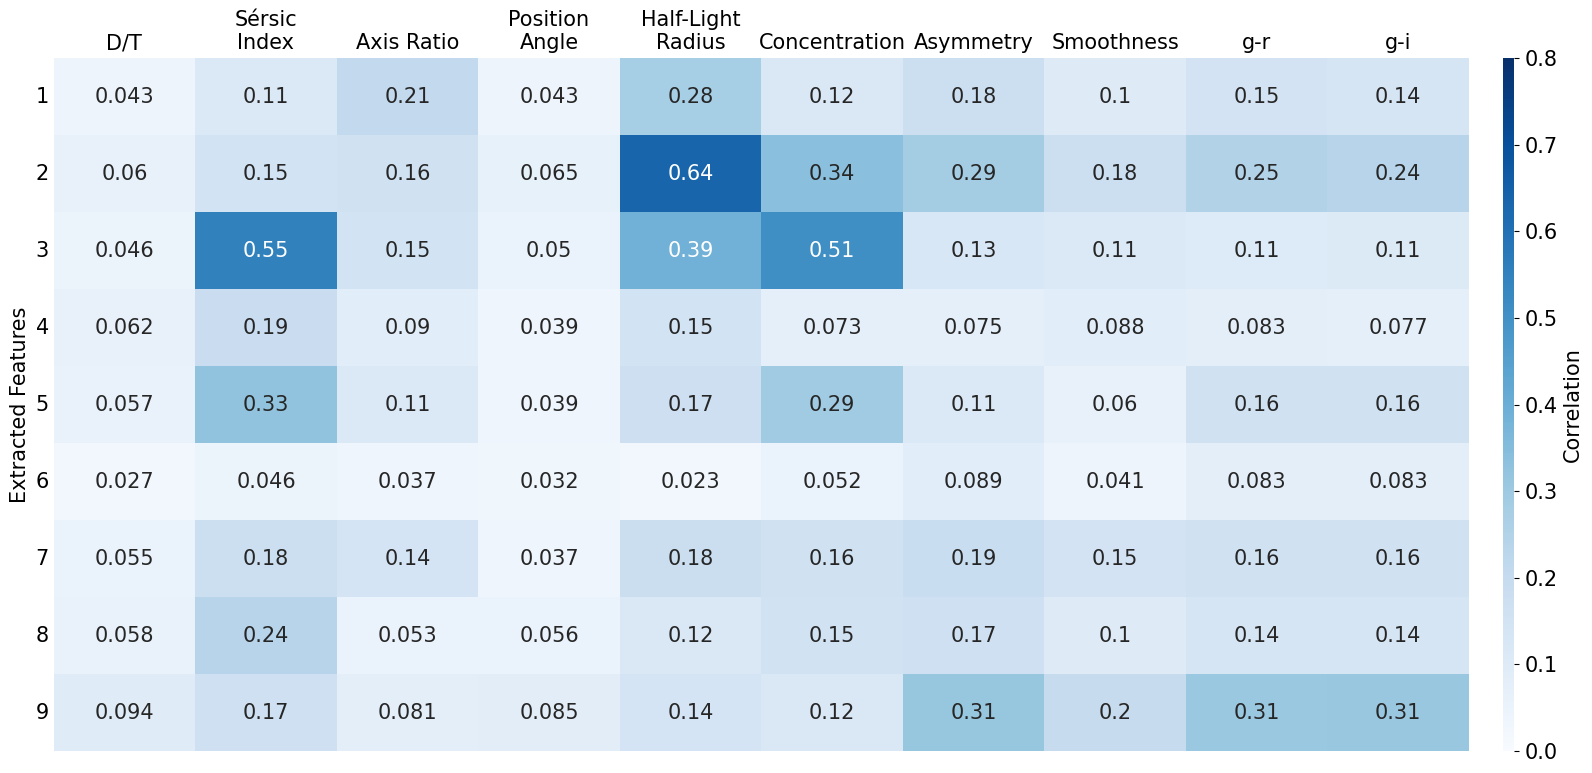 Sérsic Position Half-Light
D/T Index Axis Ratio Angle Radius Concentration Asymmetry Smoothness g-r g-i
1 0.043 0.11 0.21 0.043 0.28 0.12 0.18 0.1 0.15 0.14
2 0.06 0.15 0.16 0.065 0.64 0.34 0.29 0.18 0.25 0.24
3 0.046 0.55 0.15 0.05 0.39 0.51 0.13 0.11 0.11 0.11
4 0.062 0.19 0.09 0.039 0.15 0.073 0.075 0.088 0.083 0.077
5 0.057 0.33 0.11 0.039 0.17 0.29 0.11 0.06 0.16 0.16
6 0.027 0.046 0.037 0.032 0.023 0.052 0.089 0.041 0.083 0.083
7 0.055 0.18 0.14 0.037 0.18 0.16 0.19 0.15 0.16 0.16
8 0.058 0.24 0.053 0.056 0.12 0.15 0.17 0.1 0.14 0.14
9 0.094 0.17 0.081 0.085 0.14 0.12 0.31 0.2 0.31 0.31
Extracted Features
0.8
0.7
0.6
0.5
0.4
0.3
0.2
0.1
0.0
Correlation